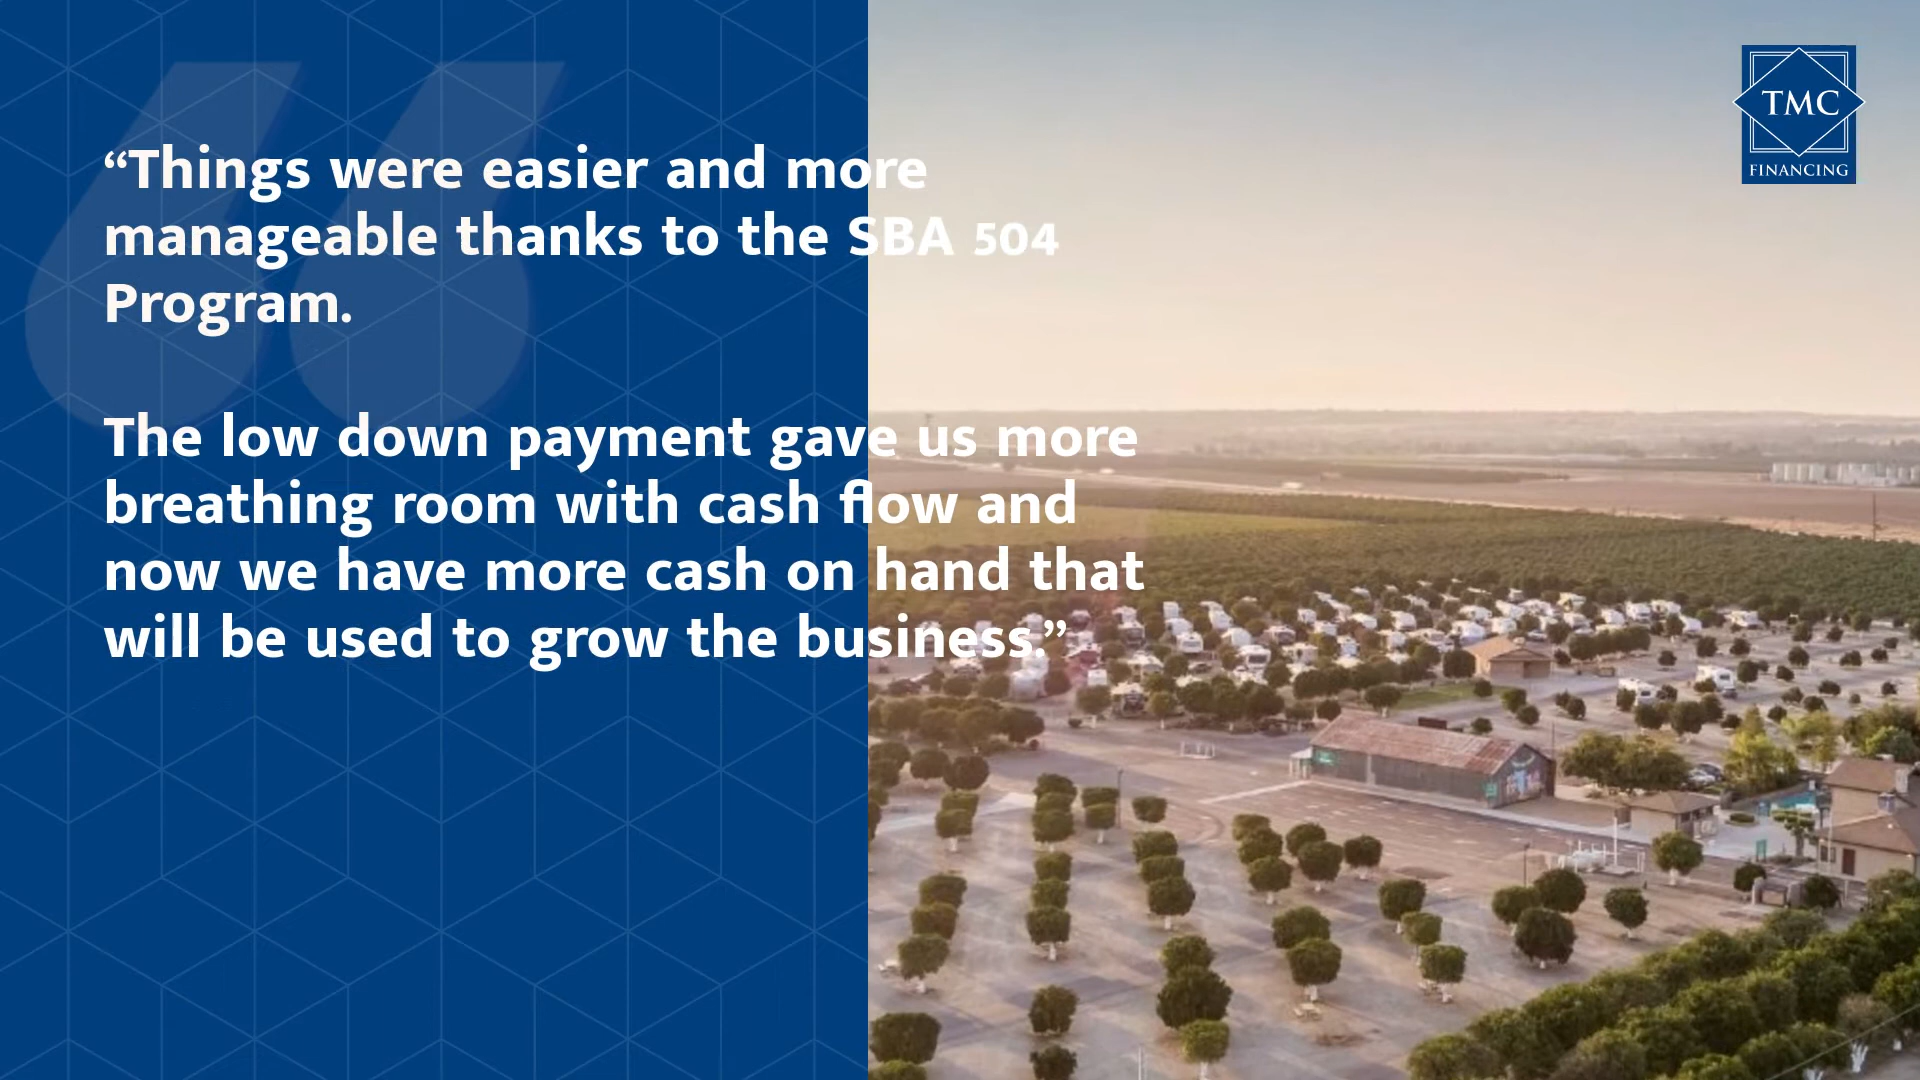 “Things were easier and more
manageable thanks to the SBA 504
Program.
The low down payment gave us more
breathing room with cash flow and
now we have more cash on hand that
will be used to grow the business.”
TMC
FINANCING